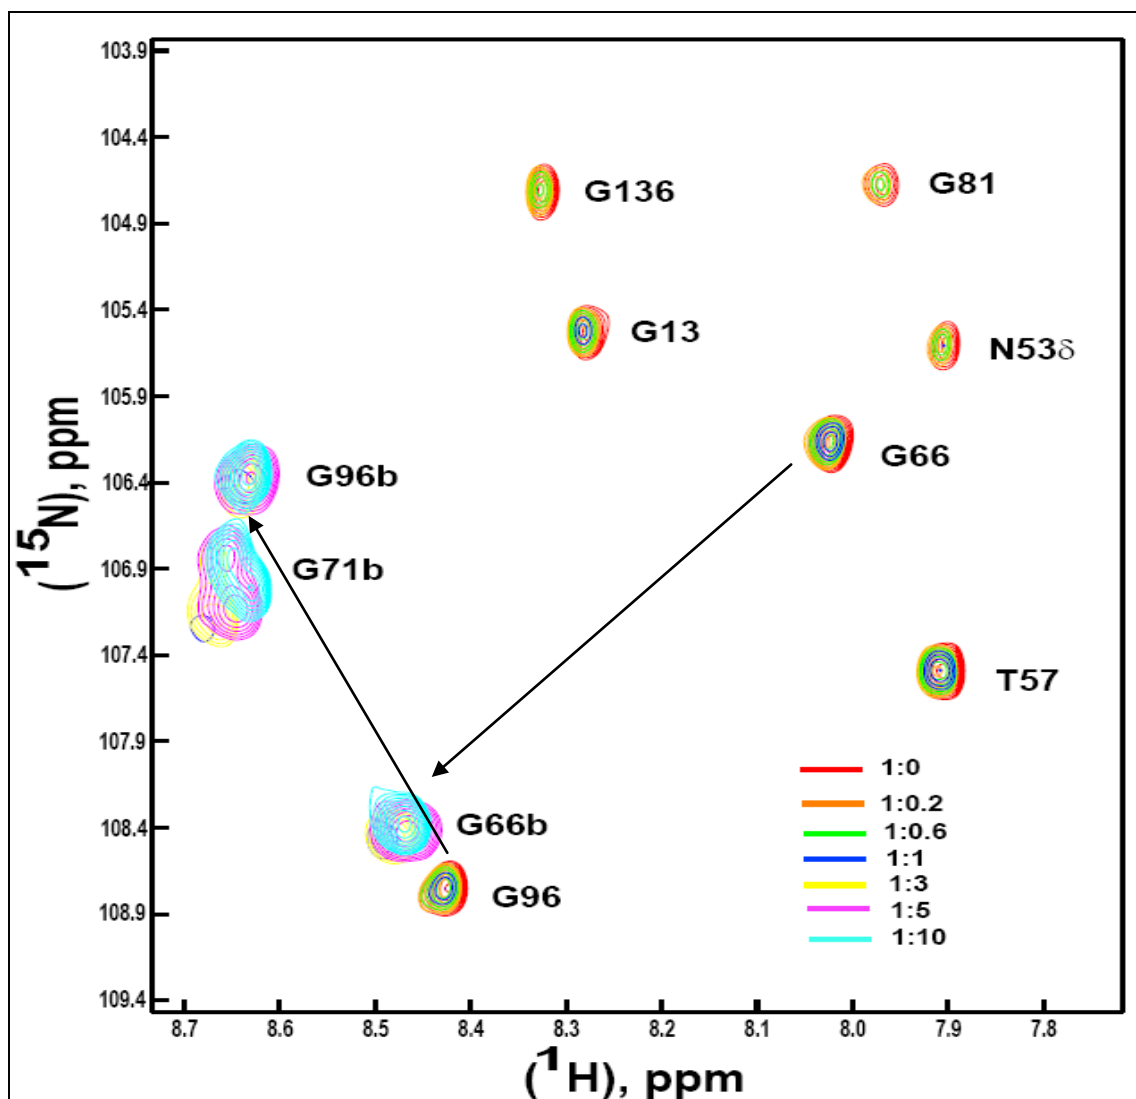 103.9
104.4
104.9
105.4
105.9
106.4
106.9
107.4
107.9
108.4
108.9
109.4
(15N), ppm
G136
G81
G13
N53δ
G66
G96b
G71b
T57
G66b
G96
1:0
1:0.2
1:0.6
1:1
1:3
1:5
1:10
8.7 8.6 8.5 8.4 8.3 8.2 8.1 8.0 7.9 7.8
(1H), ppm